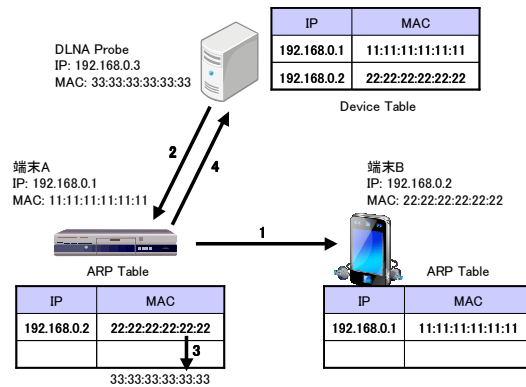 DLNA Probe
IP: 192.168.0.3
MAC: 33:33:33:33:33:33
IP MAC
192.168.0.1 11:11:11:11:11:11
192.168.0.2 22:22:22:22:22:22
Device Table
2
4
端末A
IP: 192.168.0.1
MAC: 11:11:11:11:11:11
端末B
IP: 192.168.0.2
MAC: 22:22:22:22:22:22
1
ARP Table
IP MAC
192.168.0.2 22:22:22:22:22:22
3
33:33:33:33:33:33
ARP Table
IP MAC
192.168.0.1 11:11:11:11:11:11